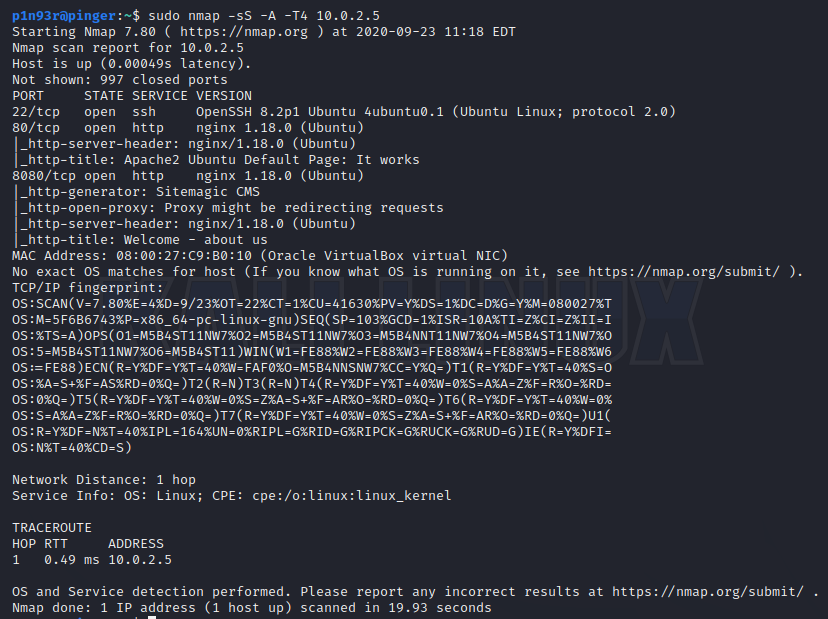 p1n93r@pinger:~$ sudo nmap -sS -A -T4 10.0.2.5
Starting Nmap 7.80 ( https://nmap.org ) at 2020-09-23 11:18 EDT
Nmap scan report for 10.0.2.5
Host is up (0.00049s latency).
Not shown: 997 closed ports
PORT     STATE SERVICE VERSION
22/tcp   open  ssh     OpenSSH 8.2p1 Ubuntu 4ubuntu0.1 (Ubuntu Linux; protocol 2.0)
80/tcp   open  http    nginx 1.18.0 (Ubuntu)
|_http-server-header: nginx/1.18.0 (Ubuntu)
|_http-title: Apache2 Ubuntu Default Page: It works
8080/tcp open  http    nginx 1.18.0 (Ubuntu)
|_http-generator: Sitemagic CMS
|_http-open-proxy: Proxy might be redirecting requests
|_http-server-header: nginx/1.18.0 (Ubuntu)
|_http-title: Welcome - about us
MAC Address: 08:00:27:C9:B0:10 (Oracle VirtualBox virtual NIC)
No exact OS matches for host (If you know what OS is running on it, see https://nmap.org/submit/ ).
TCP/IP fingerprint:
OS:SCAN(V=7.80%E=4%D=9/23%OT=22%CT=1%CU=41630%PV=Y%DS=1%DC=D%G=Y%M=080027%T
OS:M=5F6B6743%P=x86_64-pc-linux-gnu)SEQ(SP=103%GCD=1%ISR=10A%TI=Z%CI=Z%II=I
OS:%TS=A)OPS(O1=M5B4ST11NW7%O2=M5B4ST11NW7%O3=M5B4NNT11NW7%O4=M5B4ST11NW7%O
OS:5=M5B4ST11NW7%O6=M5B4ST11)WIN(W1=FE88%W2=FE88%W3=FE88%W4=FE88%W5=FE88%W6
OS:=FE88)ECN(R=Y%DF=Y%T=40%W=FAF0%O=M5B4NNSNW7%CC=Y%Q=)T1(R=Y%DF=Y%T=40%S=O
OS:%A=S+%F=AS%RD=0%Q=)T2(R=N)T3(R=N)T4(R=Y%DF=Y%T=40%W=0%S=A%A=Z%F=R%O=%RD=
OS:0%Q=)T5(R=Y%DF=Y%T=40%W=0%S=Z%A=S+%F=AR%O=%RD=0%Q=)T6(R=Y%DF=Y%T=40%W=0%
OS:S=A%A=Z%F=R%O=%RD=0%Q=)T7(R=Y%DF=Y%T=40%W=0%S=Z%A=S+%F=AR%O=%RD=0%Q=)U1(
OS:R=Y%DF=N%T=40%IPL=164%UN=0%RIPL=G%RID=G%RIPCK=G%RUCK=G%RUD=G)IE(R=Y%DFI=
OS:N%T=40%CD=S)
Network Distance: 1 hop
Service Info: OS: Linux; CPE: cpe:/o:linux:linux_kernel
TRACEROUTE
HOP RTT     ADDRESS
1   0.49 ms 10.0.2.5
OS and Service detection performed. Please report any incorrect results at https://nmap.org/submit/ .
Nmap done: 1 IP address (1 host up) scanned in 19.93 seconds
KALI LINUX